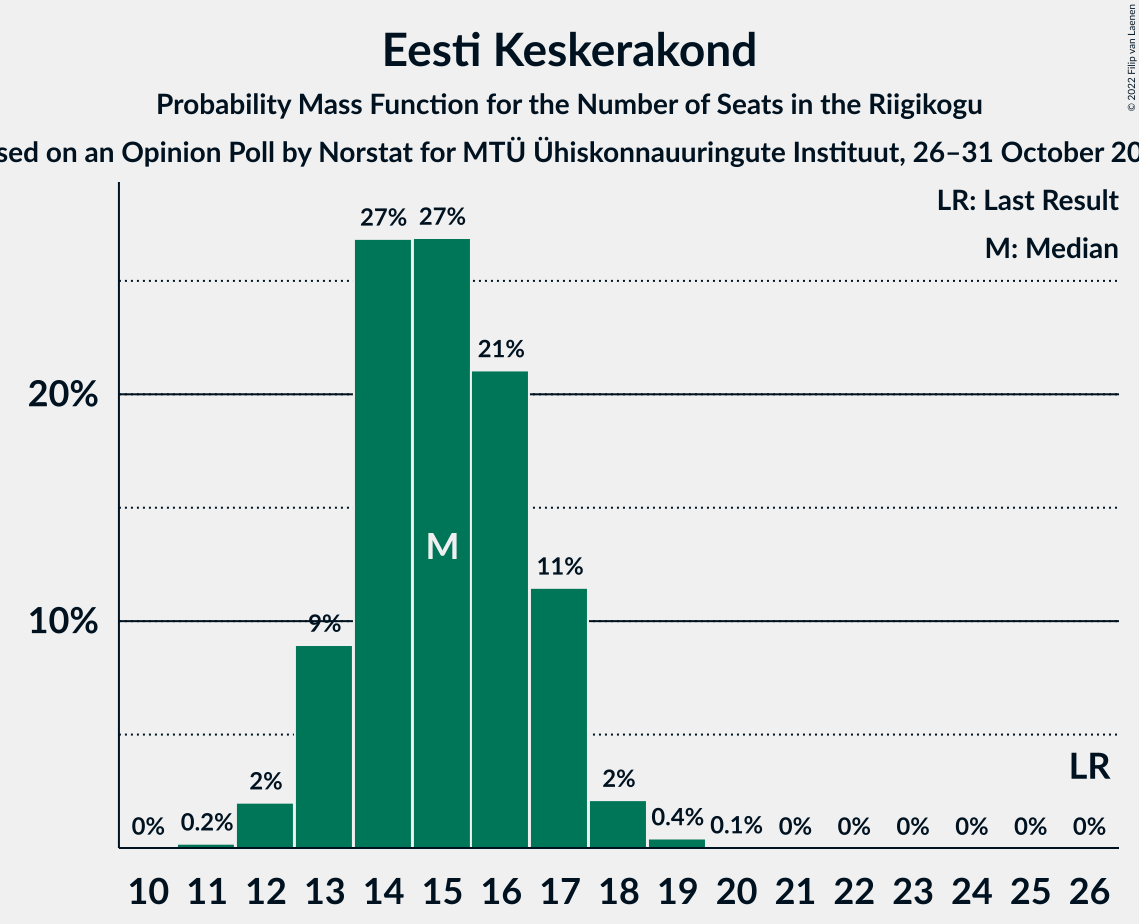 © 2022 Filip van Laenen
Eesti Keskerakond
Probability Mass Function for the Number of Seats in the Riigikogu
on an Opinion Poll by Norstat for MTÜ Ühiskonnauuringute Instituut, 26–31 October
LR: Last Result
M: Median
27% 27%
21%
20%
M
11%
10%
9%
LR
2% 2%
0% 0.2% 0.4% 0.1% 0% 0% 0% 0% 0% 0%
10 11 12 13 14 15 16 17 18 19 20 21 22 23 24 25 26